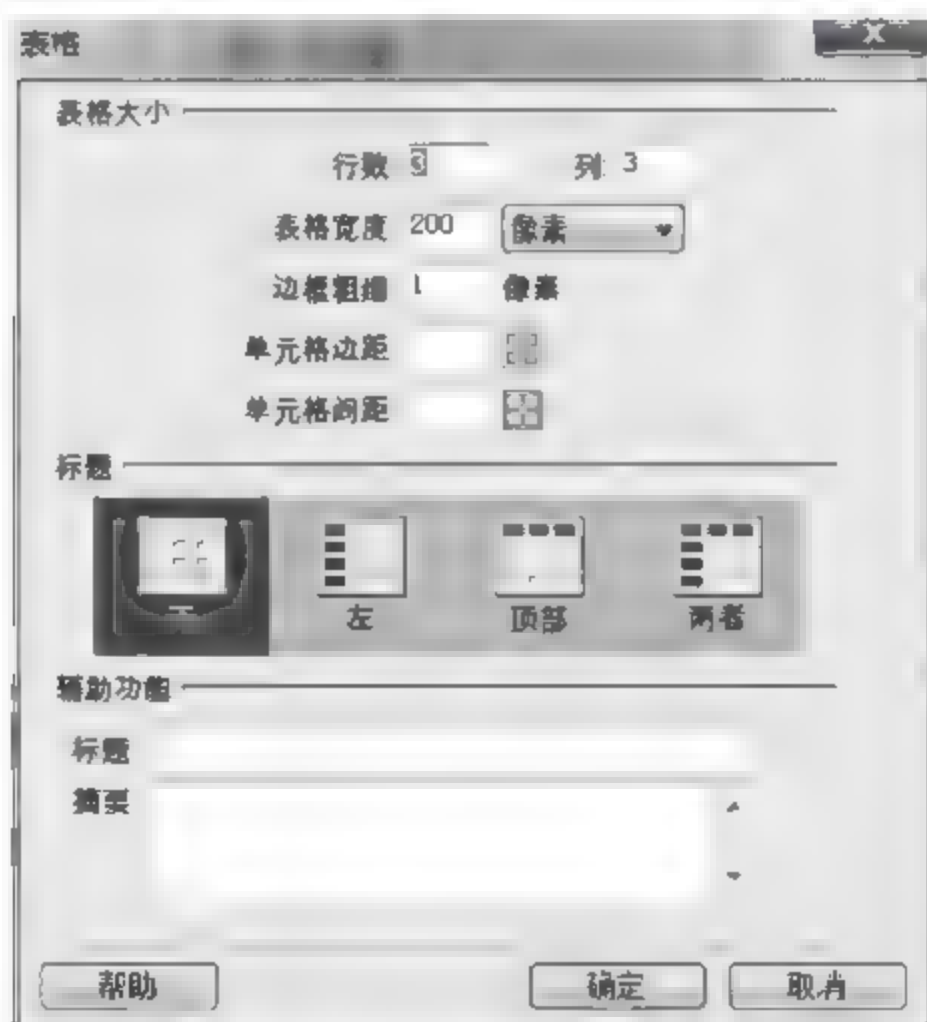 表格
表格大小
行数 3 列: 3
表格宽度 200 像素
边框粗细 1 像素
单元格边距
单元格间距
标题
左 顶部 两者
辅助功能
标题
摘要
帮助 确定 取消